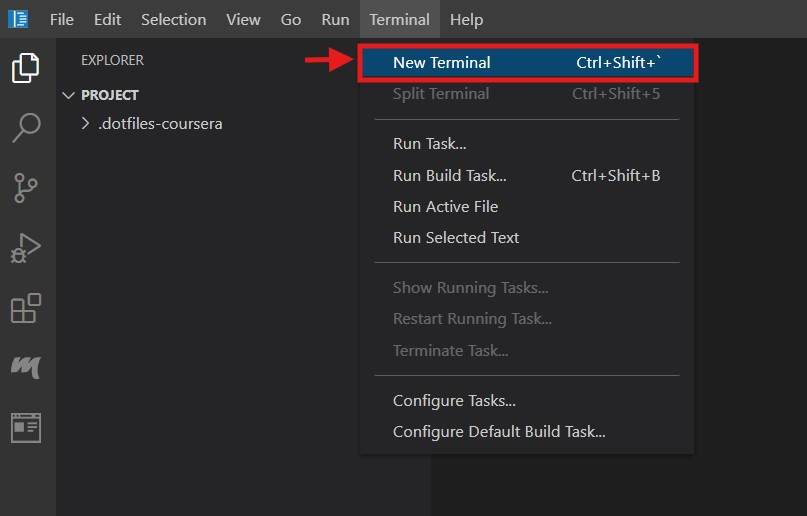 File Edit Selection View Go Run Terminal Help
EXPLORER
PROJECT
.dotfiles-coursera
New Terminal Ctrl+Shift+`
Split Terminal Ctrl+Shift+5
Run Task...
Run Build Task... Ctrl+Shift+B
Run Active File
Run Selected Text
Show Running Tasks...
Restart Running Task...
Terminate Task...
Configure Tasks...
Configure Default Build Task...